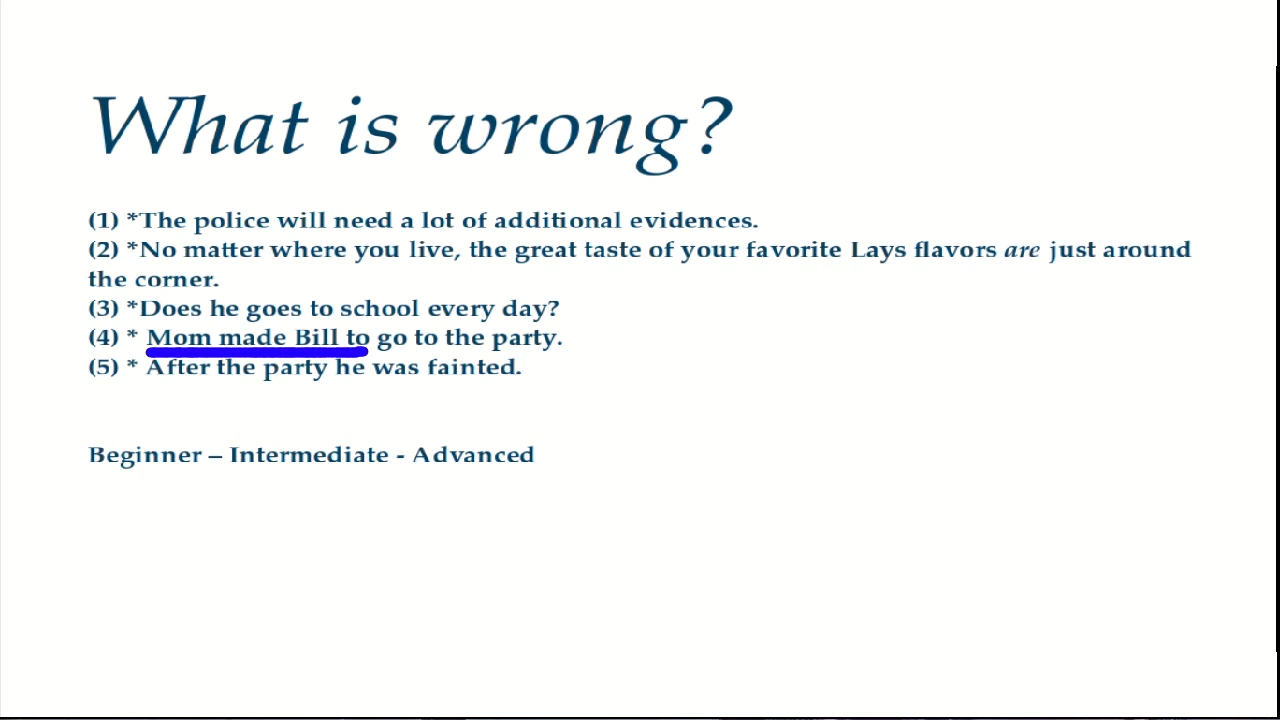 What is wrong?
(1) *The police will need a lot of additional evidences.
(2) *No matter where you live, the great taste of your favorite Lays flavors are just around
the corner.
(3) *Does he goes to school every day?
(4) * Mom made Bill to go to the party.
(5) * After the party he was fainted.
Beginner – Intermediate - Advanced